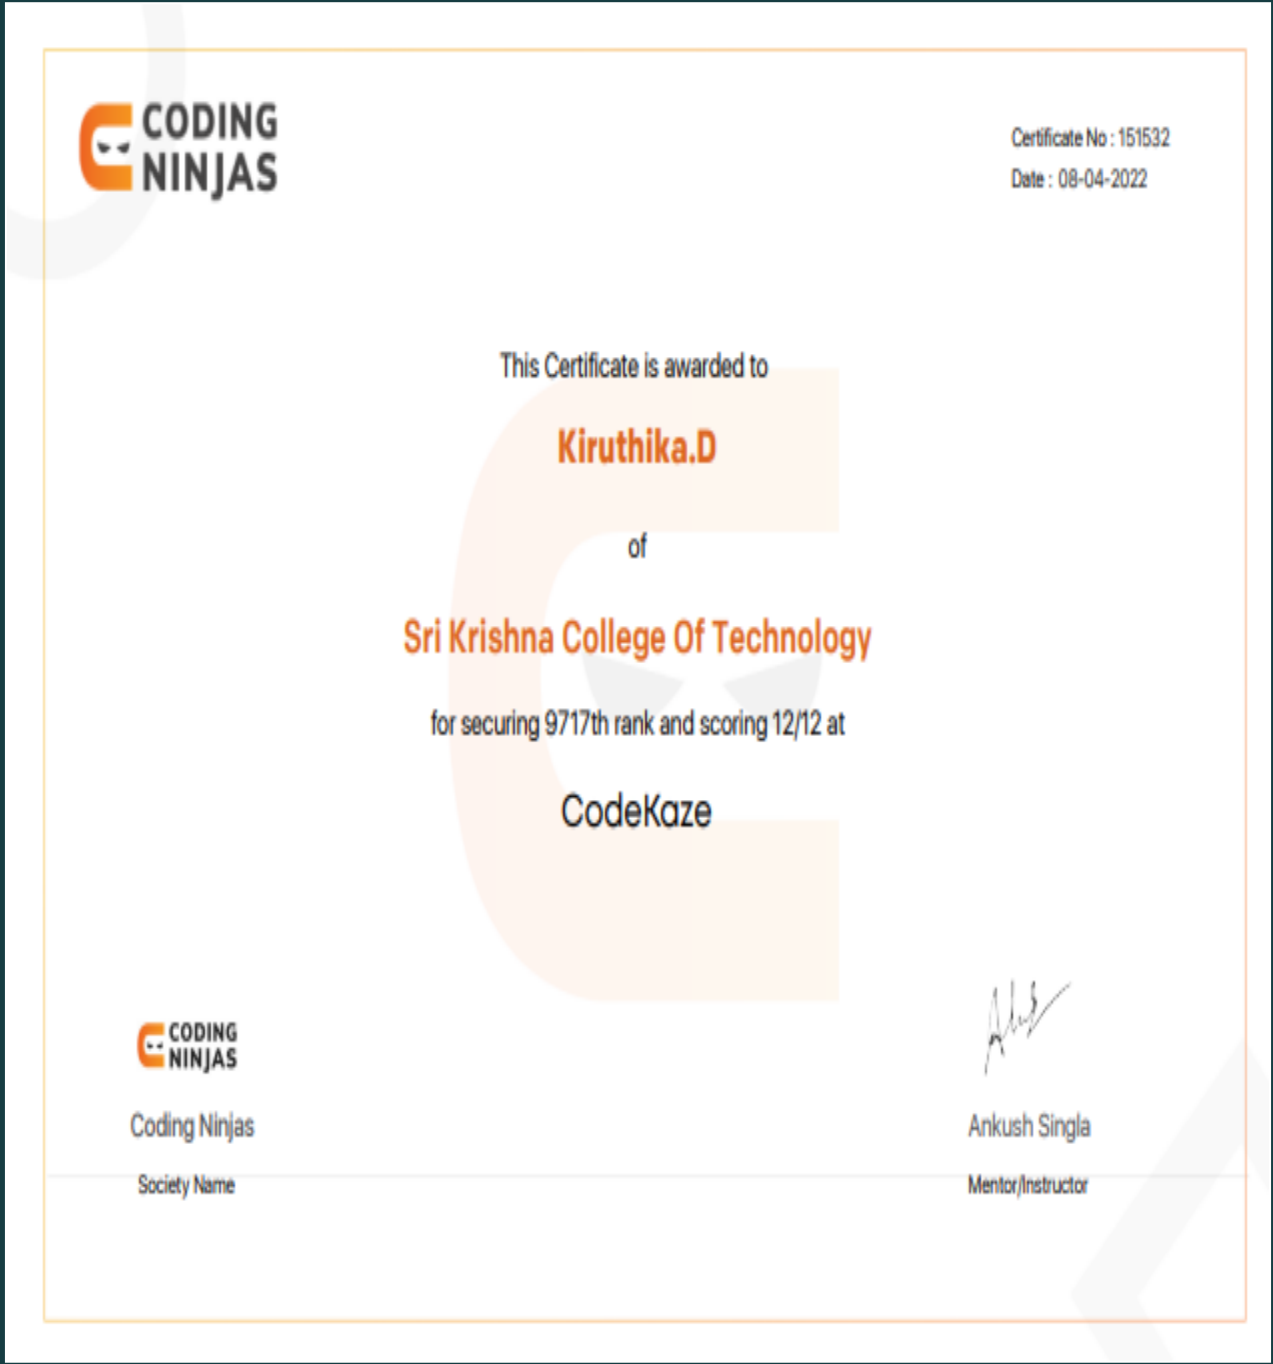 CODING
NINJAS
Certificate No : 151532
Date : 08-04-2022
This Certificate is awarded to
Kiruthika.D
of
Sri Krishna College Of Technology
for securing 9717th rank and scoring 12/12 at
CodeKaze
CODING
NINJAS
Coding Ninjas
Society Name
Ankush Singla
Mentor/Instructor